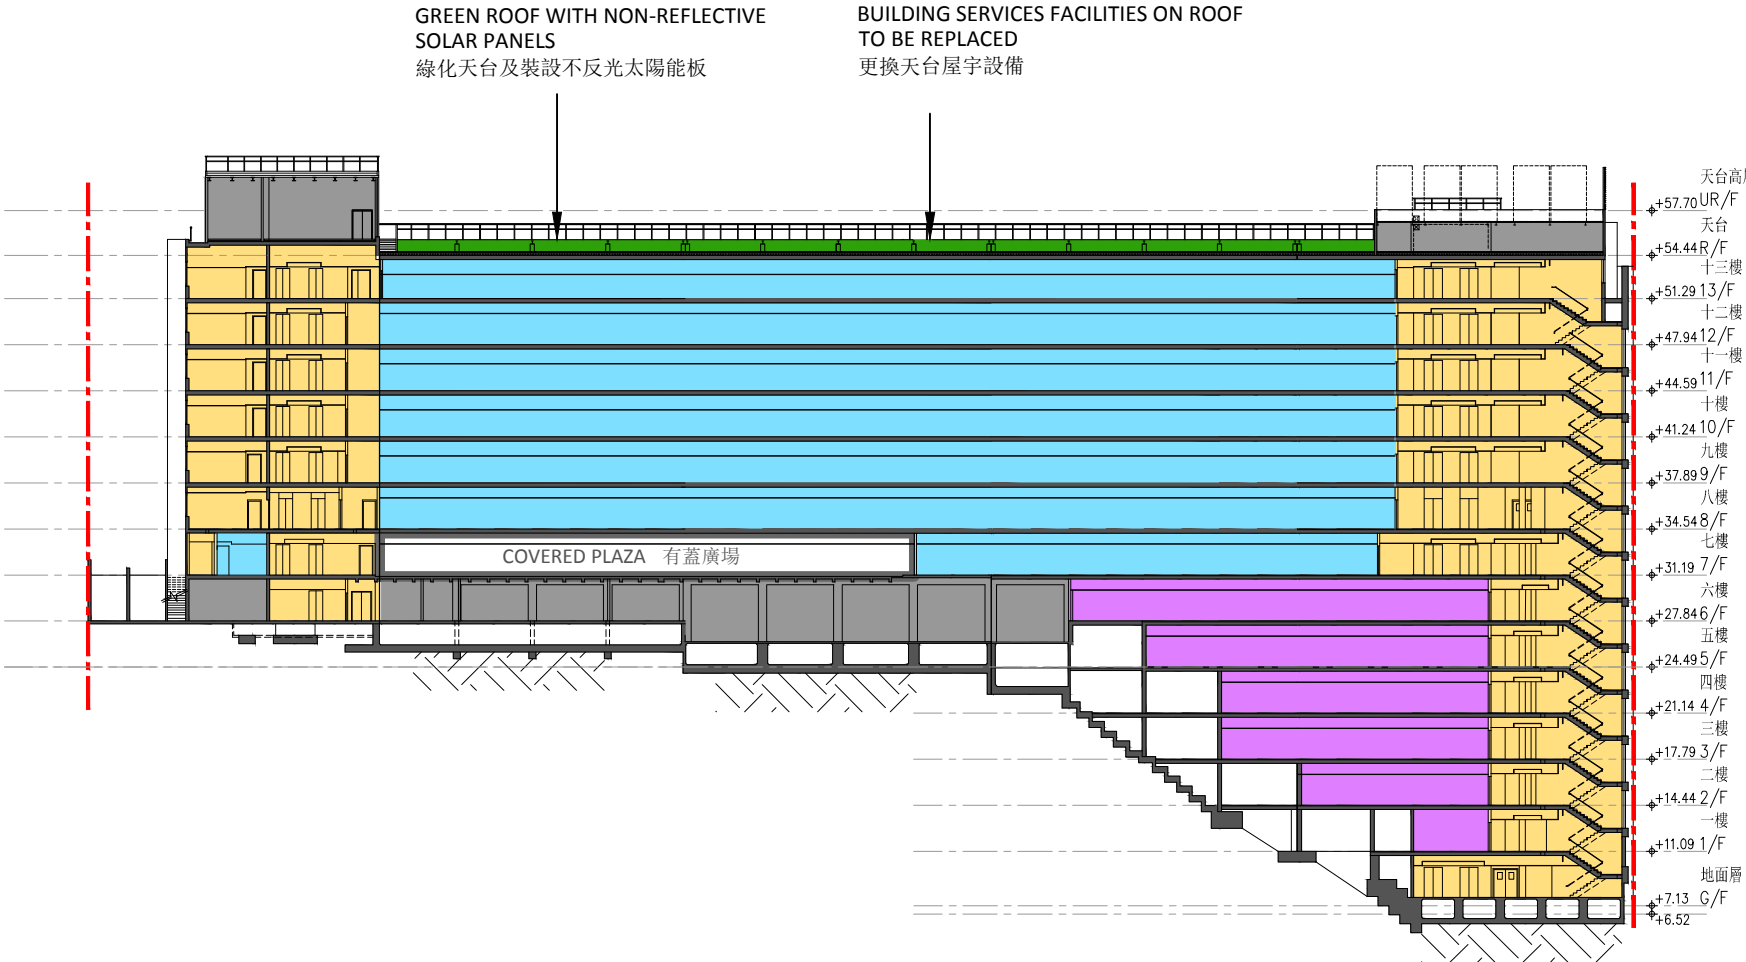 GREEN ROOF WITH NON-REFLECTIVE
SOLAR PANELS
綠化天台及裝設不反光太陽能板
BUILDING SERVICES FACILITIES ON ROOF
TO BE REPLACED
更換天台屋宇設備
天台高
+57.70 UR/F
天台
+54.44 R/F
十三樓
+51.29 13/F
十二樓
+47.94 12/F
十一樓
+44.59 11/F
十樓
+41.24 10/F
九樓
+37.89 9/F
八樓
+34.54 8/F
七樓
+31.19 7/F
六樓
+27.84 6/F
五樓
+24.49 5/F
四樓
+21.14 4/F
三樓
+17.79 3/F
二樓
+14.44 2/F
一樓
+11.09 1/F
地面層
+7.13 G/F
+6.52
COVERED PLAZA 有蓋廣場